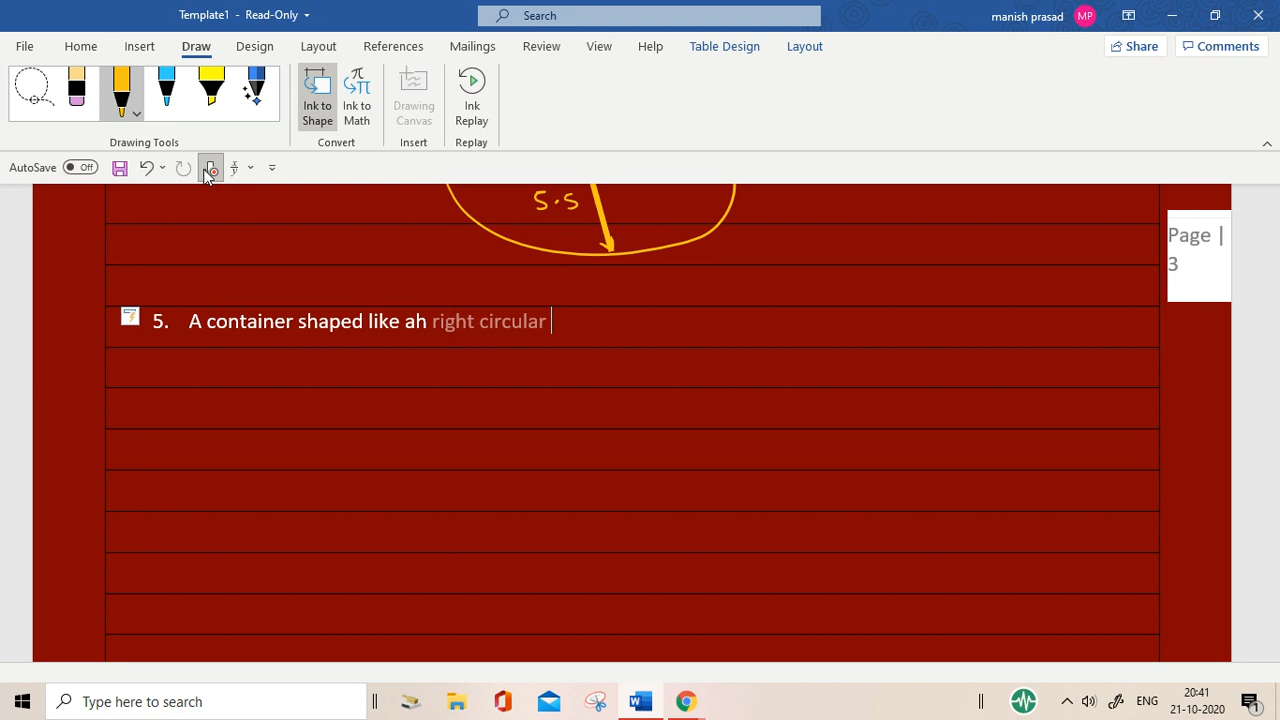 Template1 - Read-Only
Search
manish prasad
MP
File Home Insert Draw Design Layout References Mailings Review View Help Table Design Layout
Share
Comments
Ink to Shape
Ink to Math
Drawing Canvas
Ink Replay
Drawing Tools
Convert
Insert
Replay
AutoSave Off
x/y
5.5
Page |
3
5. A container shaped like ah right circular
Type here to search
ENG
20:41
21-10-2020